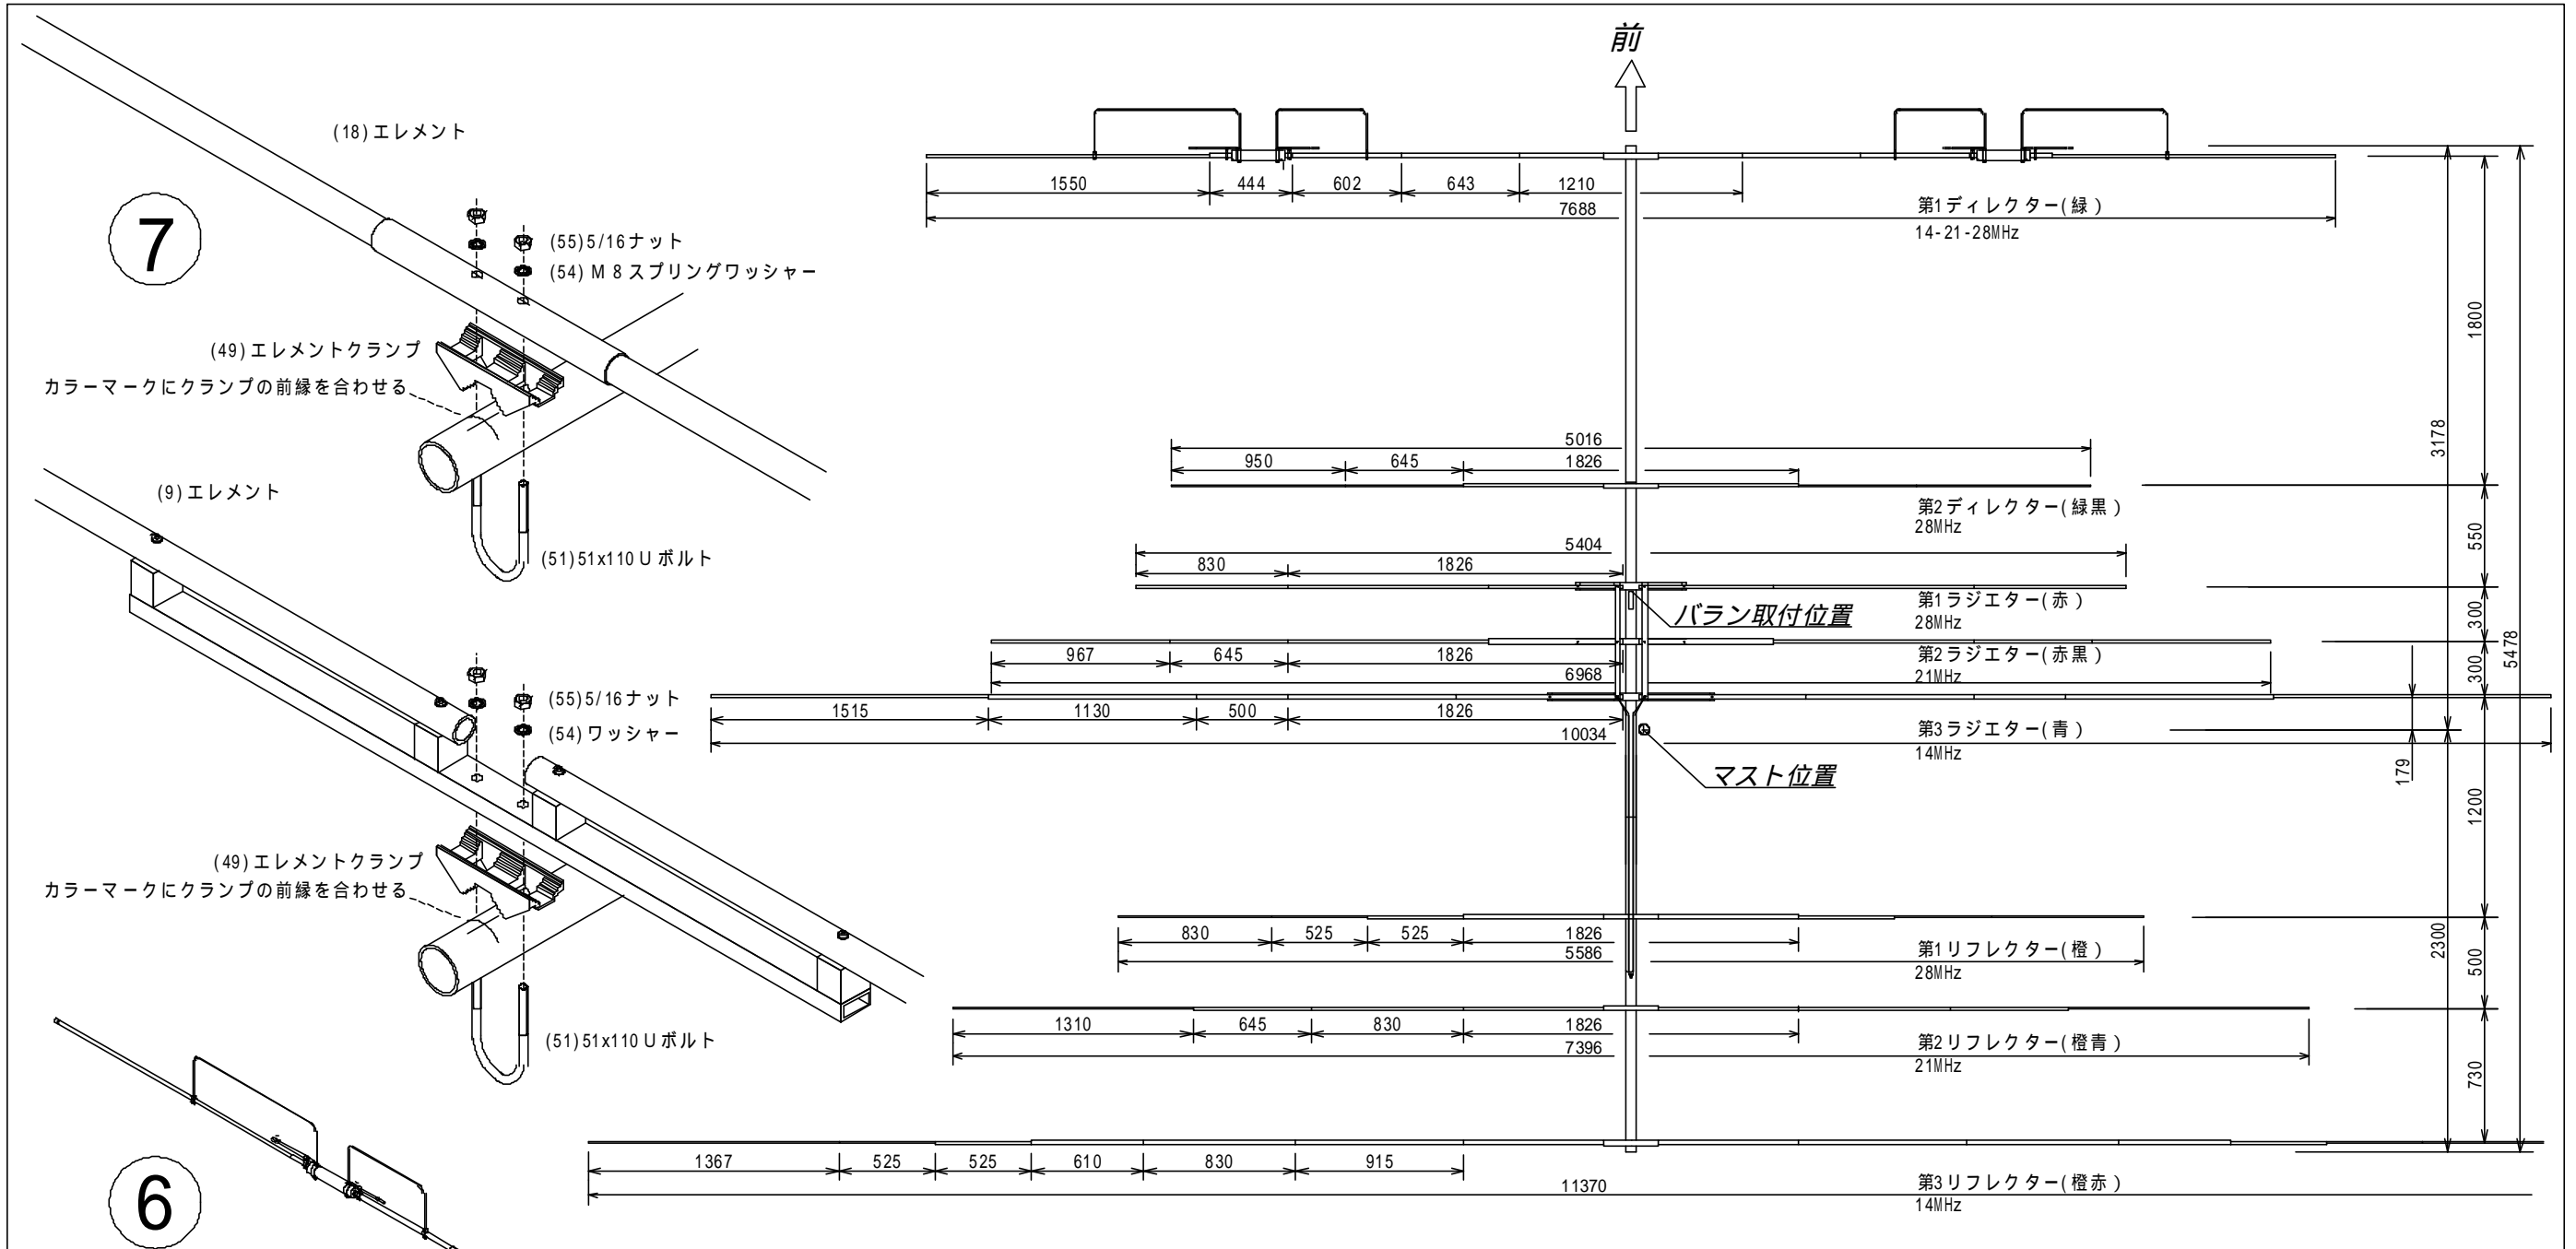 前
(18)エレメント
7
(55)5/16ナット
(54)M8スプリングワッシャー
(49)エレメントクランプ
カラーマークにクランプの前縁を合わせる
(51)51x110Uボルト
(9)エレメント
(55)5/16ナット
(54)ワッシャー
(49)エレメントクランプ
カラーマークにクランプの前縁を合わせる
(51)51x110Uボルト
6
1550 444 602 643 1210
7688
第1ディレクター(緑)
14-21-28MHz
5016
950 645 1826
第2ディレクター(緑黒)
28MHz
5404
830 1826
第1ラジエター(赤)
28MHz
バラン取付位置
967 645 1826
6968
第2ラジエター(赤黒)
21MHz
1515 1130 500 1826
10034
第3ラジエター(青)
14MHz
マスト位置
830 525 525 1826
5586
第1リフレクター(橙)
28MHz
1310 645 830 1826
7396
第2リフレクター(橙青)
21MHz
1367 525 525 610 830 915
11370
第3リフレクター(橙赤)
14MHz
1800
550
300
300
1200
500
730
3178
2300
179
5478